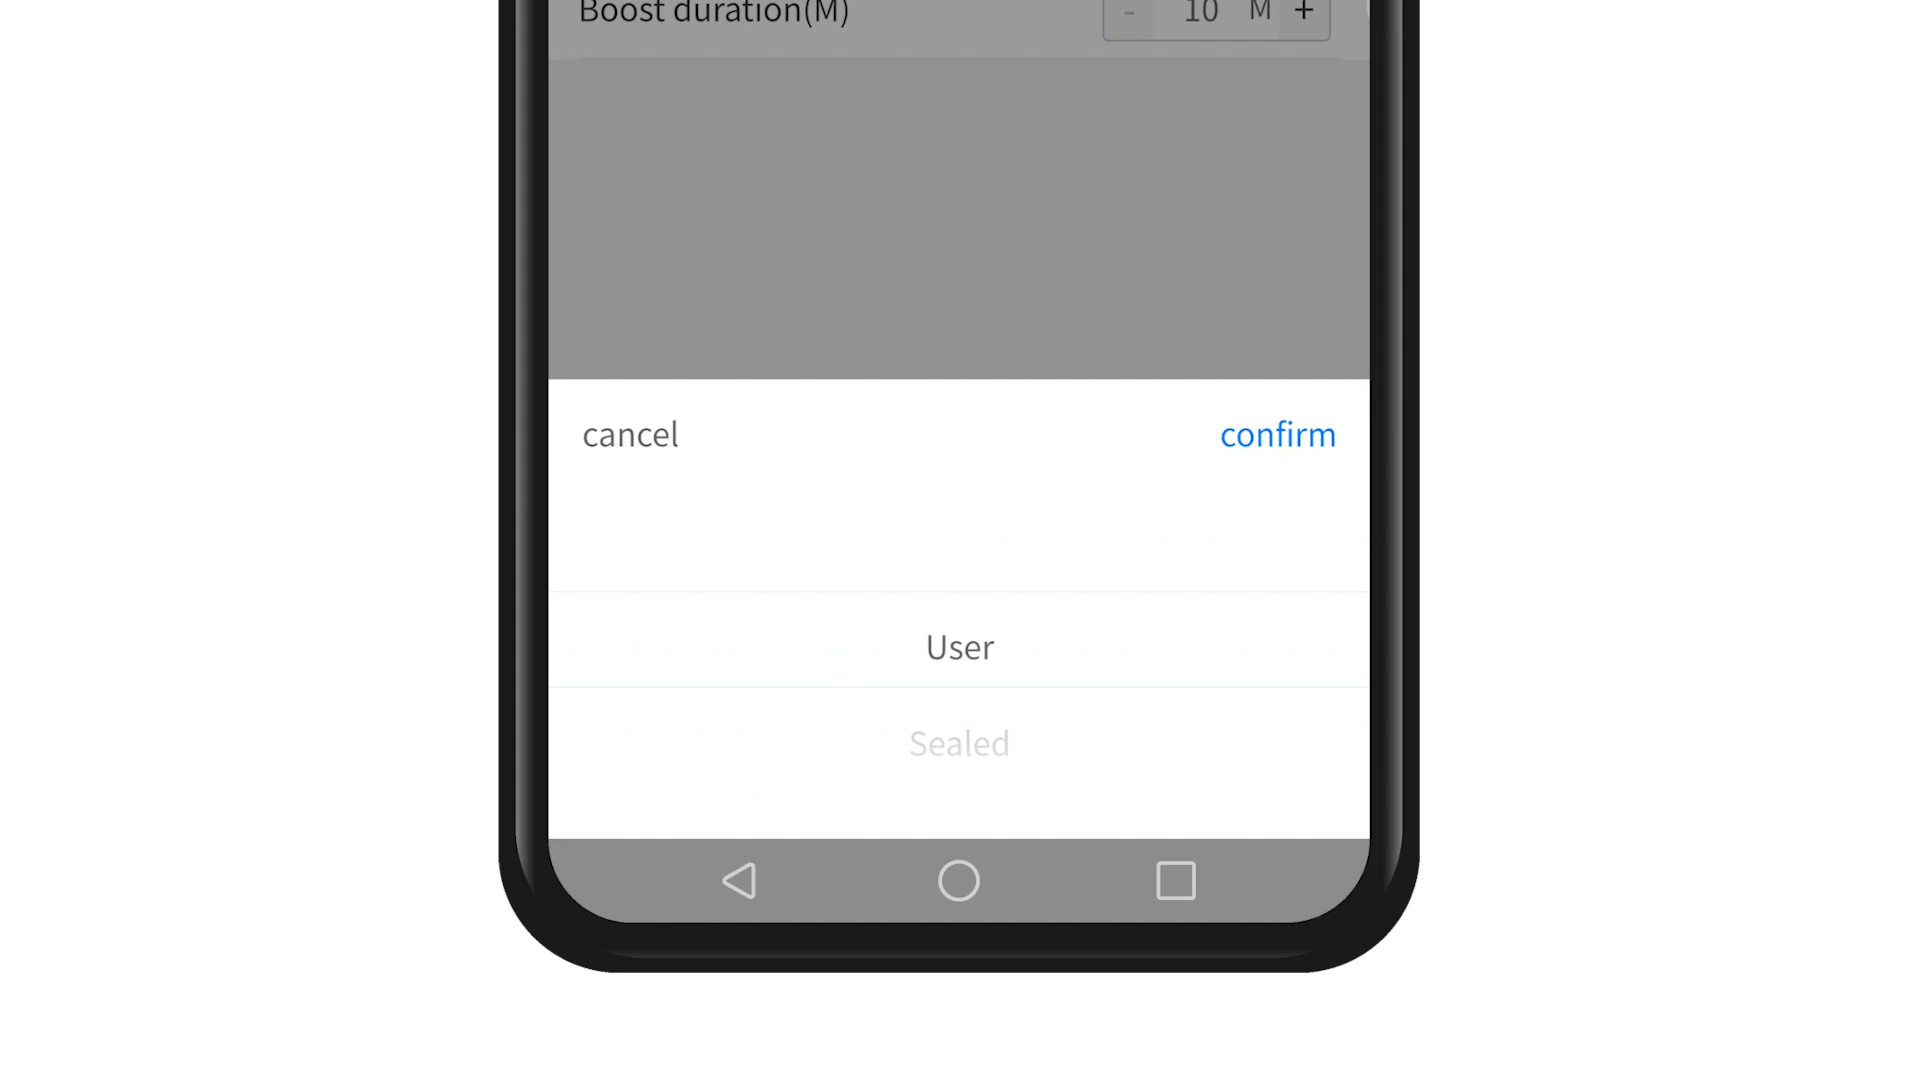 Boost duration(M)
- 10 M +
cancel confirm
User
Sealed